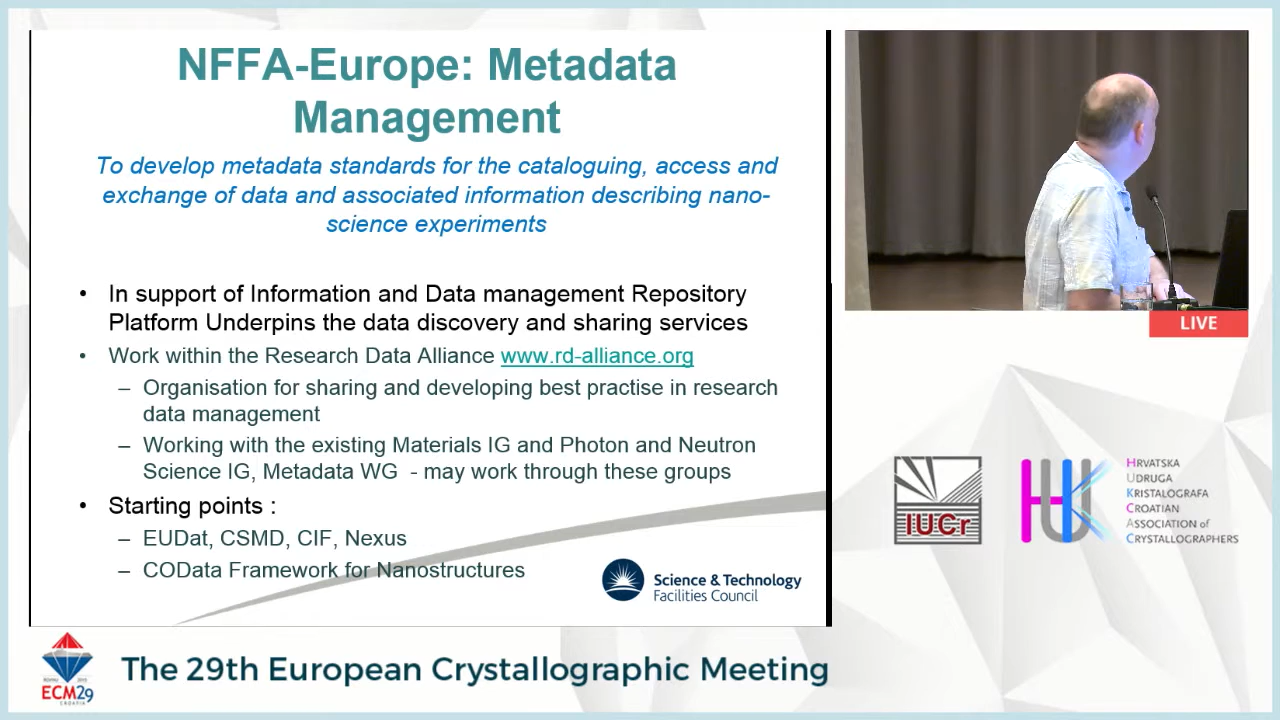 NFFA-Europe: Metadata
Management
To develop metadata standards for the cataloguing, access and
exchange of data and associated information describing nano-
science experiments
• In support of Information and Data management Repository
Platform Underpins the data discovery and sharing services
• Work within the Research Data Alliance www.rd-alliance.org
– Organisation for sharing and developing best practise in research
data management
– Working with the existing Materials IG and Photon and Neutron
Science IG, Metadata WG - may work through these groups
• Starting points :
– EUDat, CSMD, CIF, Nexus
– COData Framework for Nanostructures
Science & Technology
Facilities Council
LIVE
IUCr
HUK
HRVATSKA
UDRUGA
KRISTALOGRAFA
CROATIAN
ASSOCIATION of
CRYSTALLOGRAPHERS
ECM29
CROATIA
The 29th European Crystallographic Meeting